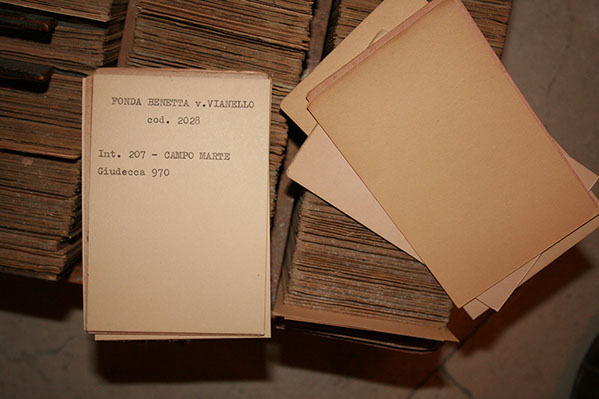 FONDA BENETTA v.VIANELLO
cod. 2028
Int. 207 - CAMPO MARTE
Giudecca 970